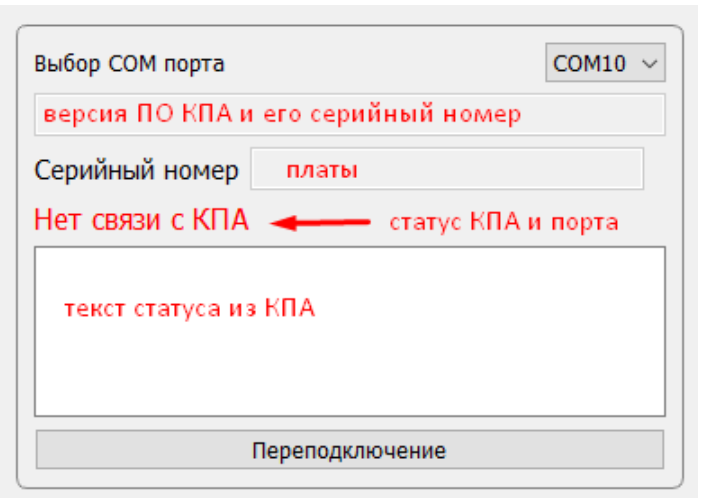 Выбор COM порта COM10
версия ПО КПА и его серийный номер
Серийный номер платы
Нет связи с КПА статус КПА и порта
текст статуса из КПА
Переподключение